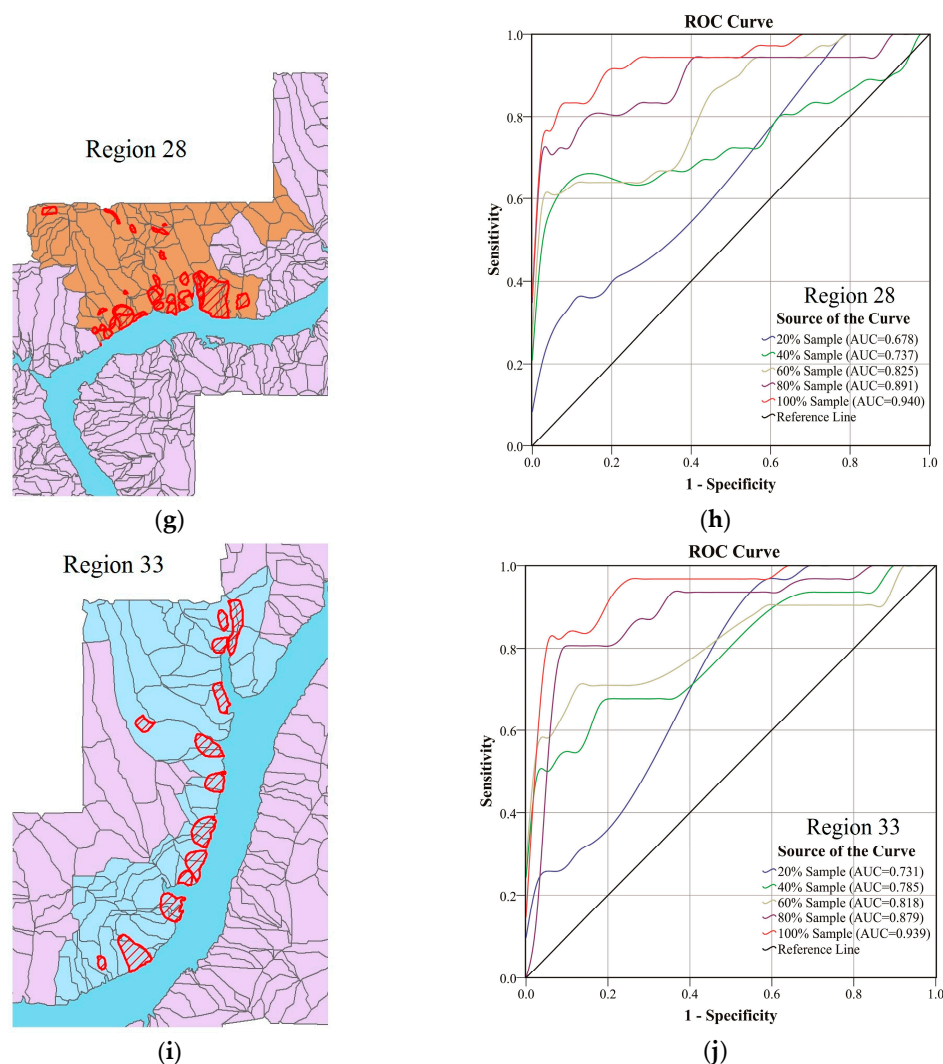 Region 28
(g)
ROC Curve
Sensitivity
1.0
0.8
0.6
0.4
0.2
0.0
0.0 0.2 0.4 0.6 0.8 1.0
1 - Specificity
Region 28
Source of the Curve
20% Sample (AUC=0.678)
40% Sample (AUC=0.737)
60% Sample (AUC=0.825)
80% Sample (AUC=0.891)
100% Sample (AUC=0.940)
Reference Line
(h)
Region 33
(i)
ROC Curve
Sensitivity
1.0
0.8
0.6
0.4
0.2
0.0
0.0 0.2 0.4 0.6 0.8 1.0
1 - Specificity
Region 33
Source of the Curve
20% Sample (AUC=0.731)
40% Sample (AUC=0.785)
60% Sample (AUC=0.818)
80% Sample (AUC=0.879)
100% Sample (AUC=0.939)
Reference Line
(j)